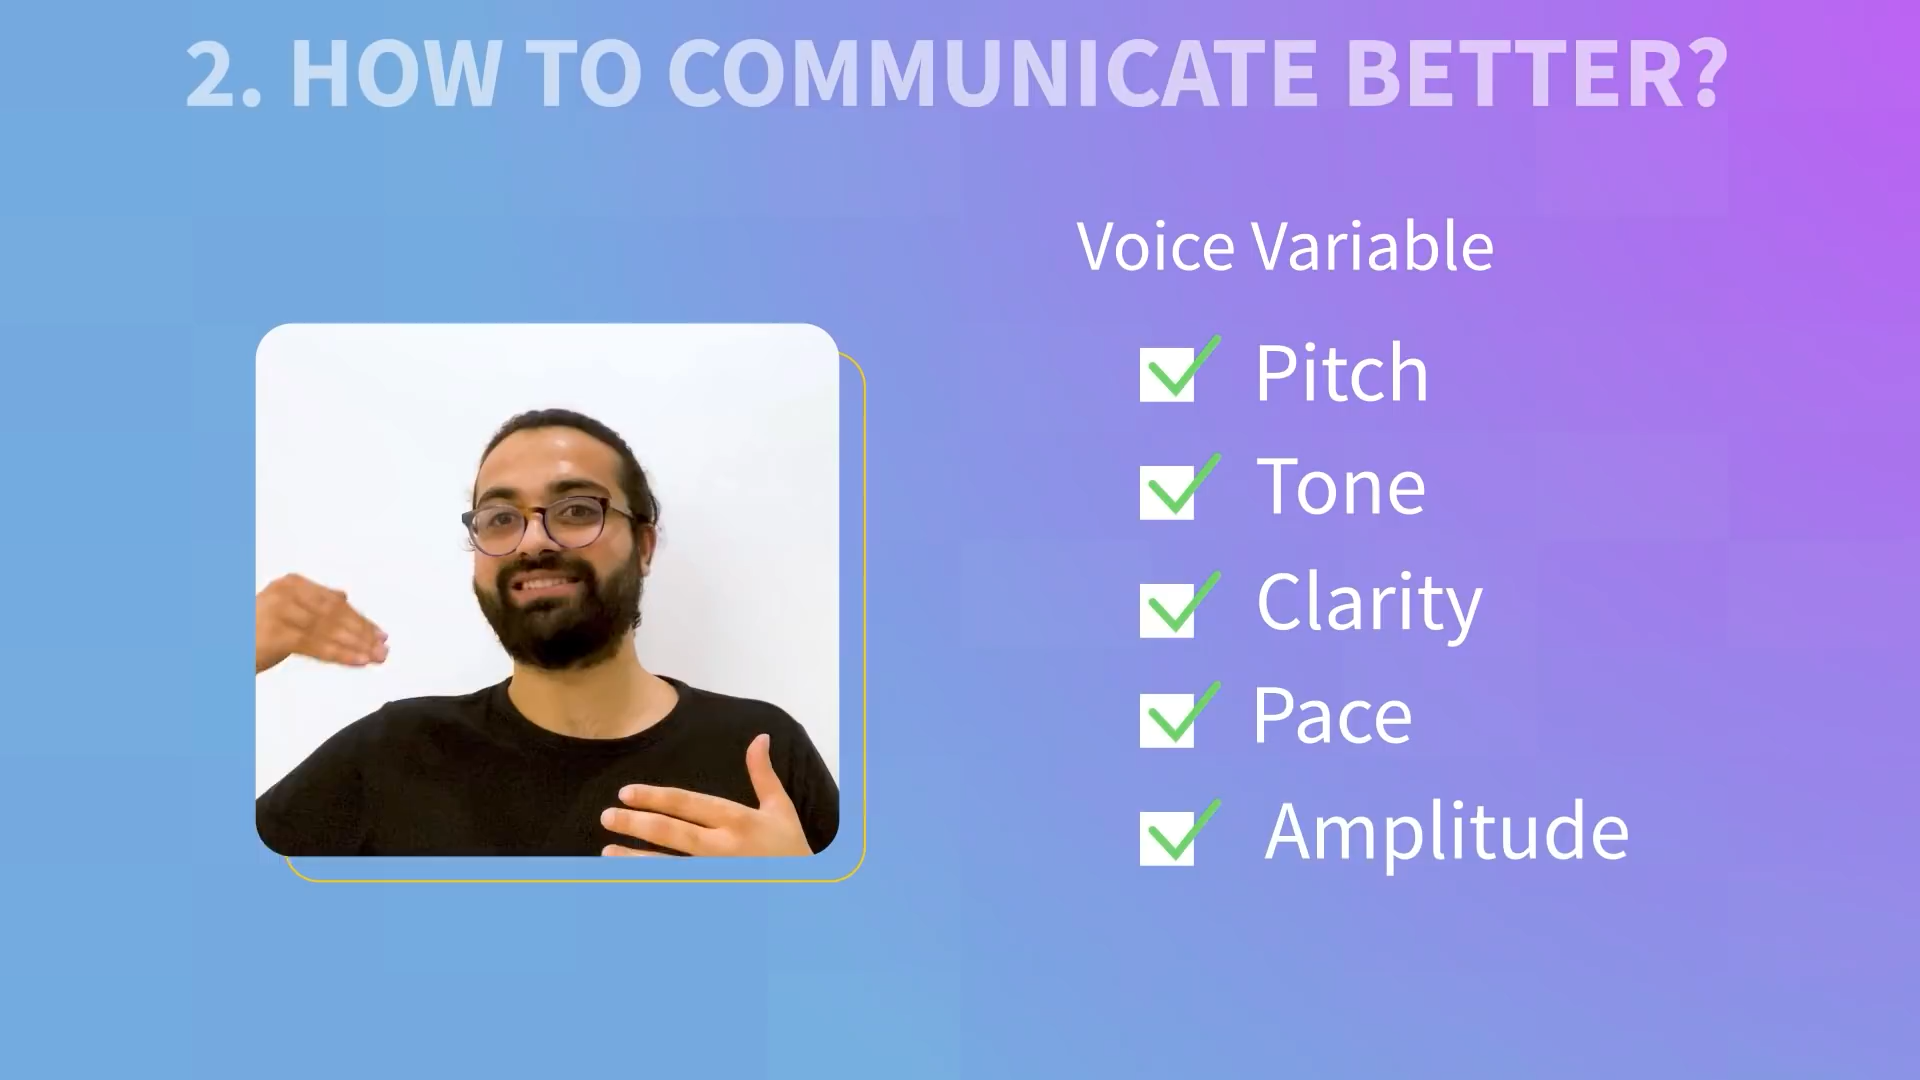 2. HOW TO COMMUNICATE BETTER?
Voice Variable
Pitch
Tone
Clarity
Pace
Amplitude